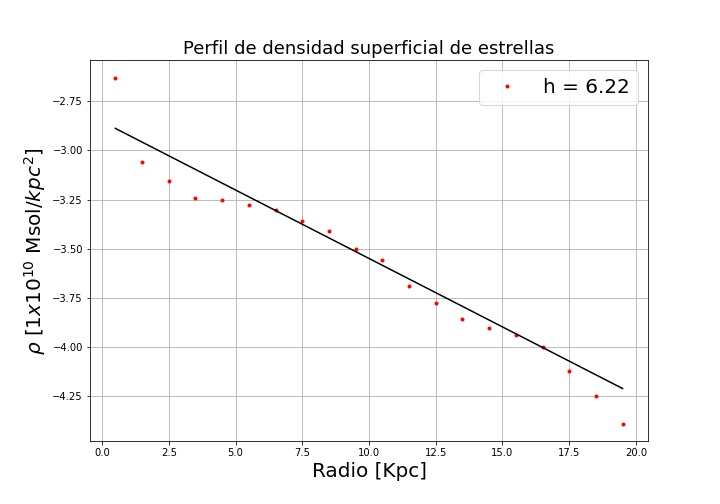 Perfil de densidad superficial de estrellas
h = 6.22
ρ [1x10¹⁰ Msol/kpc²]
−2.75
−3.00
−3.25
−3.50
−3.75
−4.00
−4.25
0.0 2.5 5.0 7.5 10.0 12.5 15.0 17.5 20.0
Radio [Kpc]